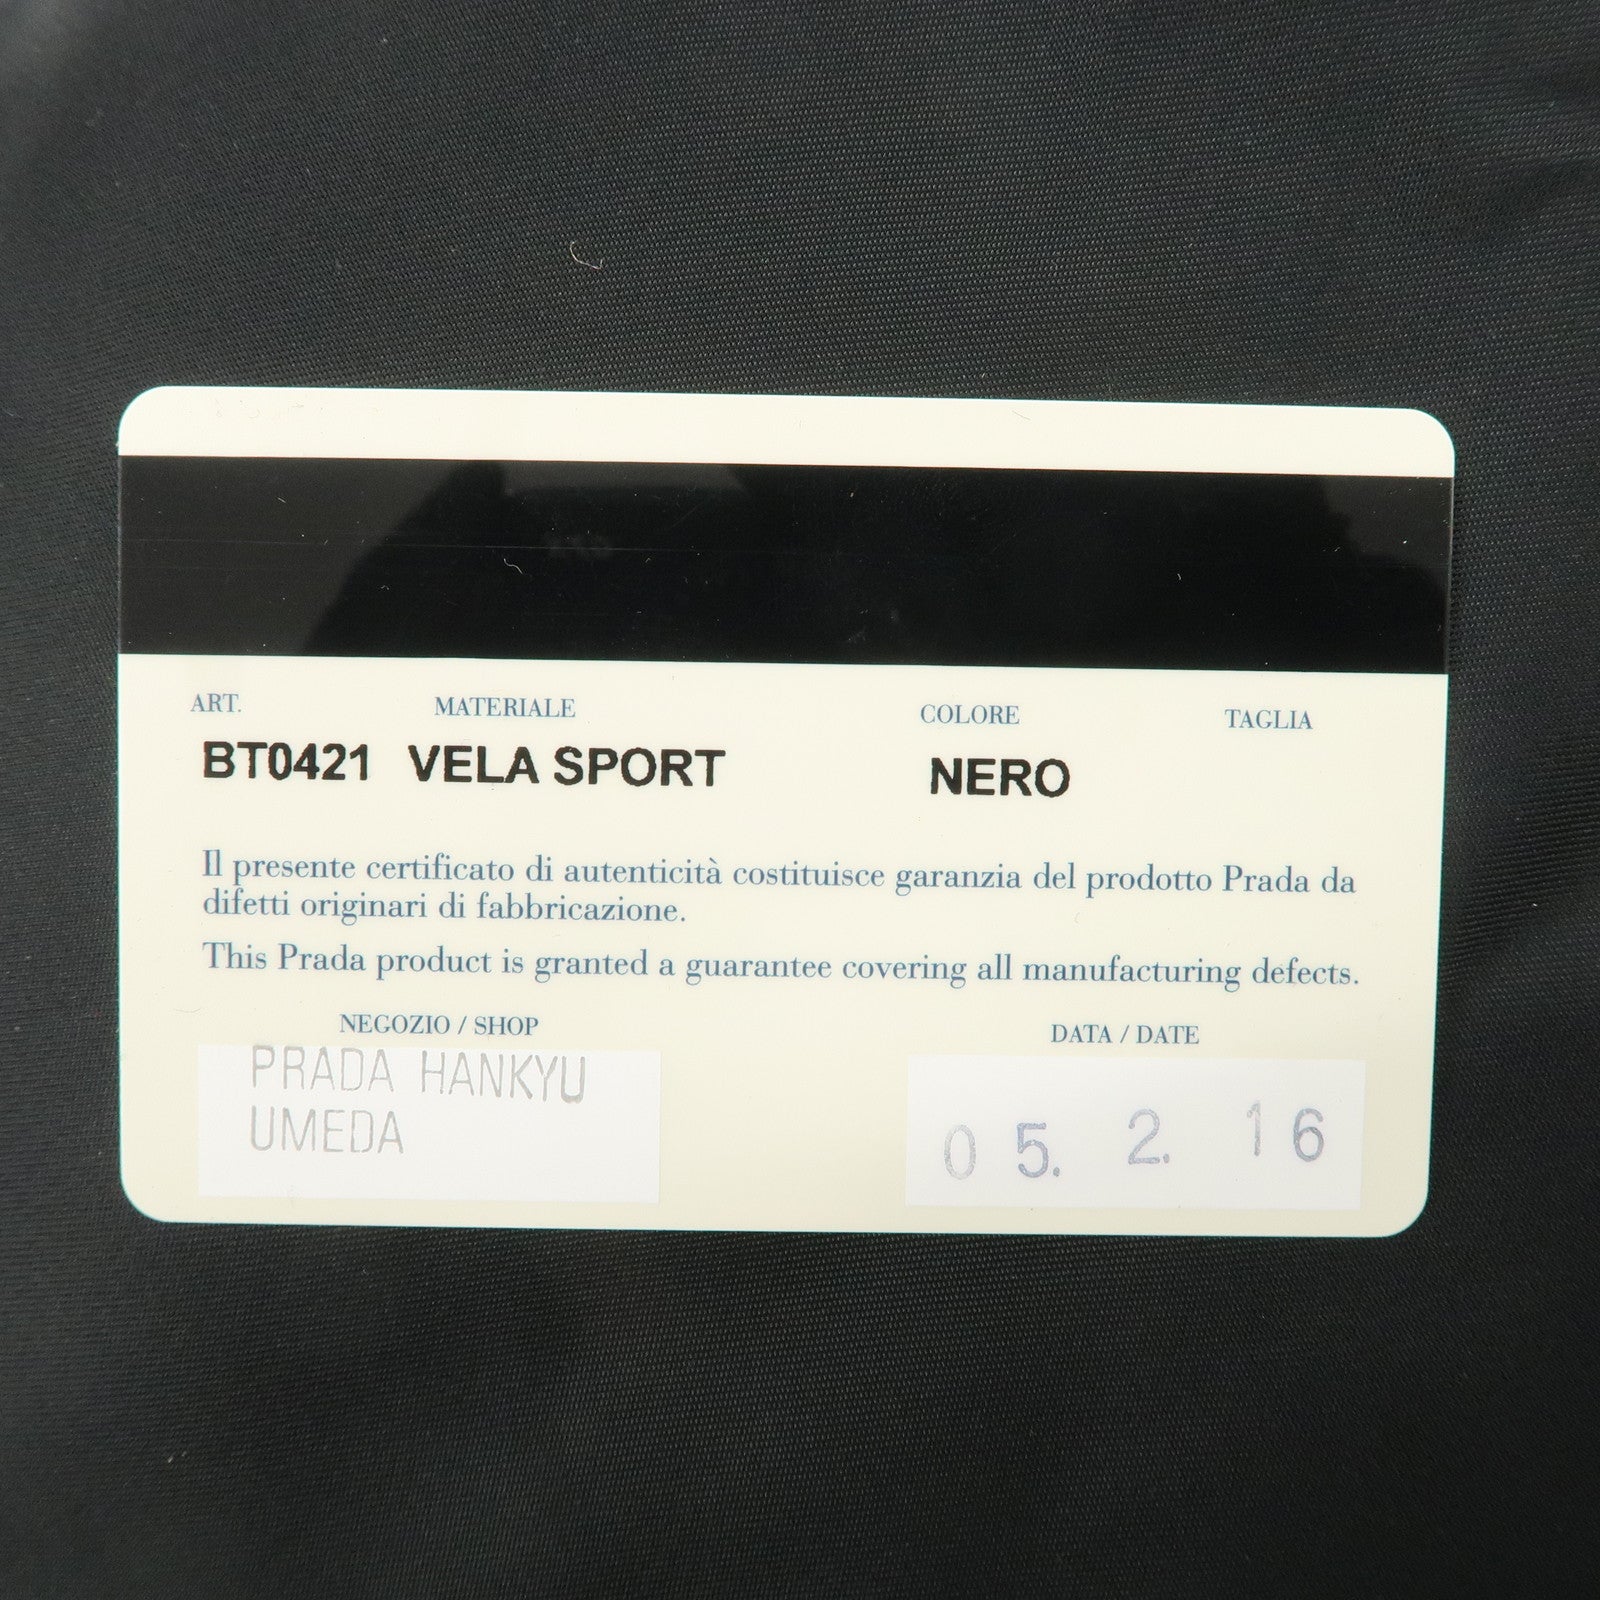 ART. MATERIALE COLORE TAGLIA
BT0421 VELA SPORT NERO
Il presente certificato di autenticità costituisce garanzia del prodotto Prada da
difetti originari di fabbricazione.
This Prada product is granted a guarantee covering all manufacturing defects.
NEGOZIO / SHOP DATA / DATE
PRADA HANKYU
UMEDA
05. 2. 16